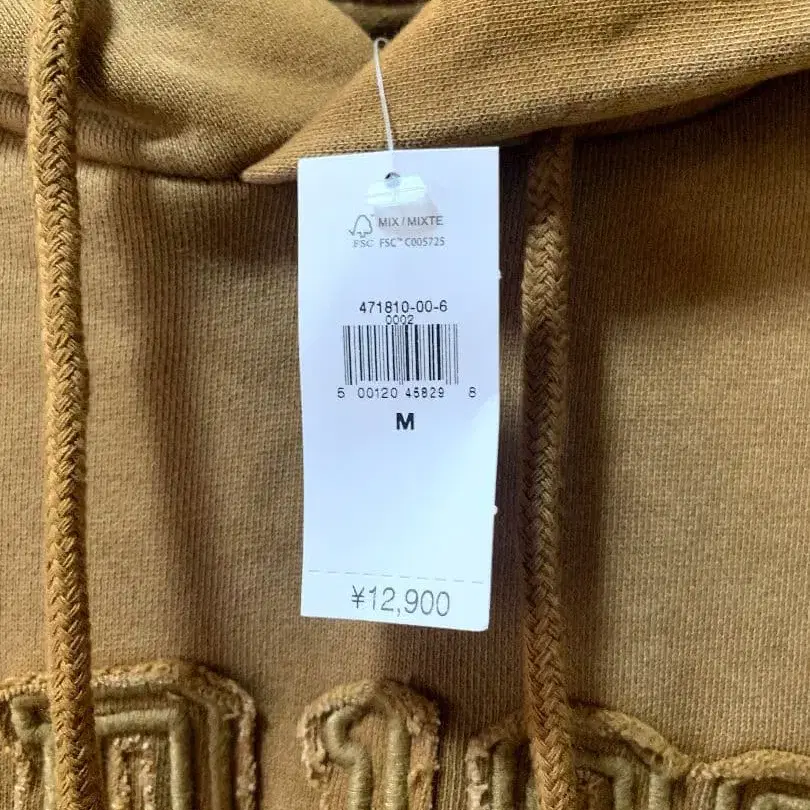 MIX / MIXTE
FSC FSC™ C005725
471810-00-6
0002
5 00120 45829 8
M
¥12,900